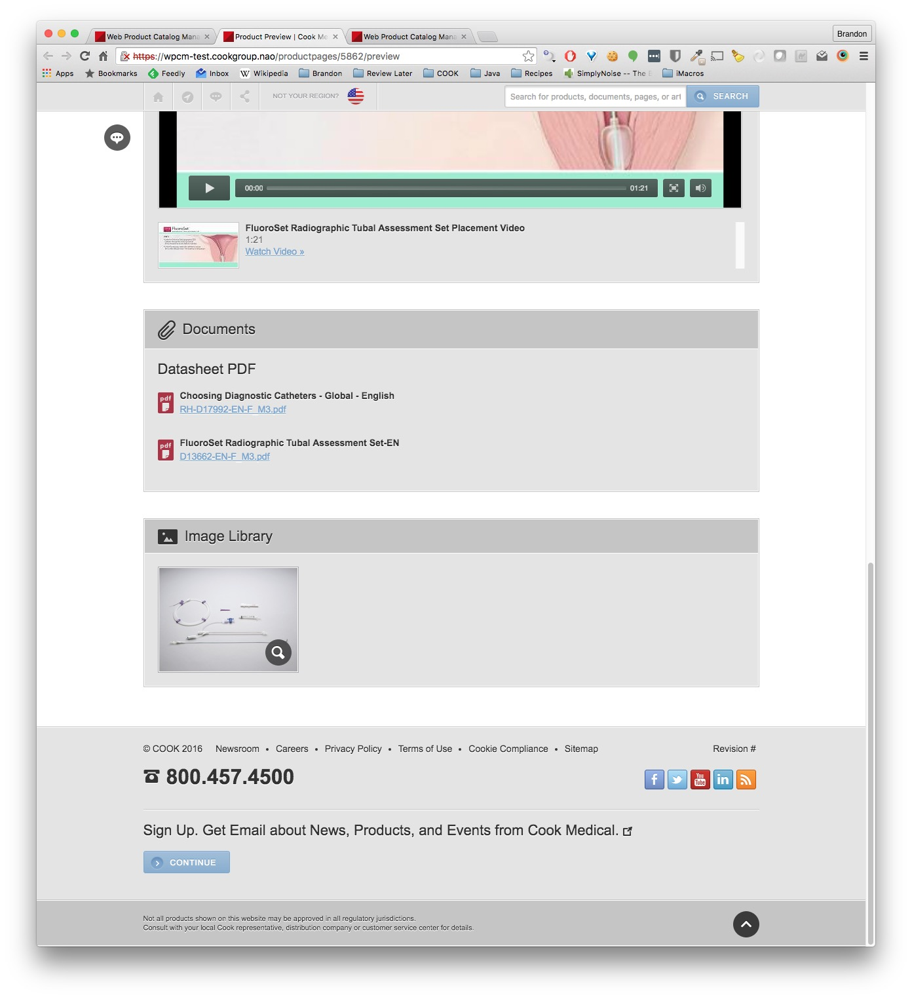 Web Product Catalog Mana
Product Preview | Cook Me
Web Product Catalog Mana
Brandon
https://wpcm-test.cookgroup.nao/productpages/5862/preview
Apps
Bookmarks
Feedly
Inbox
W Wikipedia
Brandon
Review Later
COOK
Java
Recipes
SimplyNoise -- The E
iMacros
NOT YOUR REGION?
Search for products, documents, pages, or art
SEARCH
00:00
01:21
FluoroSet
FluoroSet Radiographic Tubal Assessment Set Placement Video
1:21
Watch Video »
Documents
Datasheet PDF
pdf
Choosing Diagnostic Catheters - Global - English
RH-D17992-EN-F_M3.pdf
pdf
FluoroSet Radiographic Tubal Assessment Set-EN
D13662-EN-F_M3.pdf
Image Library
© COOK 2016 Newsroom • Careers • Privacy Policy • Terms of Use • Cookie Compliance • Sitemap
Revision #
800.457.4500
f
You
Tube
in
Sign Up. Get Email about News, Products, and Events from Cook Medical.
CONTINUE
Not all products shown on this website may be approved in all regulatory jurisdictions.
Consult with your local Cook representative, distribution company or customer service center for details.